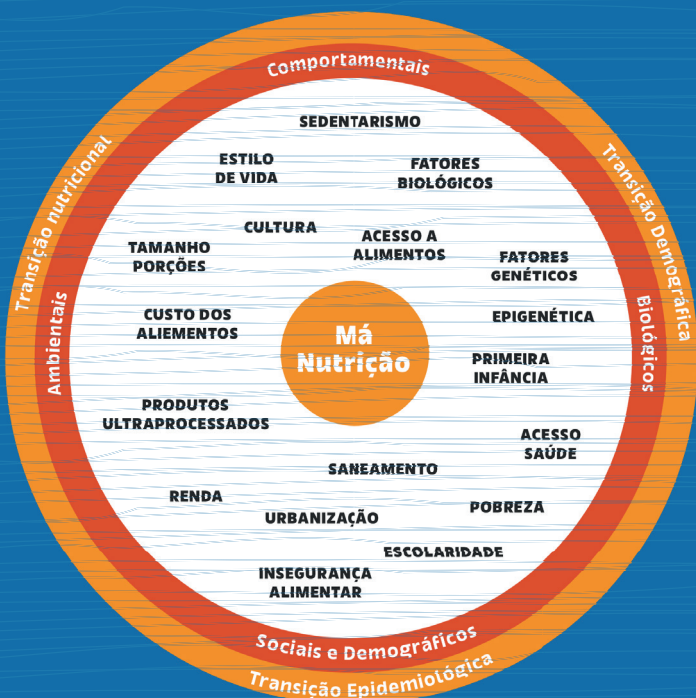 Comportamentais
Transição nutricional
Transição Demográfica
SEDENTARISMO
ESTILO
DE VIDA
FATORES
BIOLÓGICOS
CULTURA
ACESSO A
ALIMENTOS
TAMANHO
PORÇÕES
FATORES
GENÉTICOS
Ambientais
Biológicos
CUSTO DOS
ALIEMENTOS
EPIGENÉTICA
Má
Nutrição
PRIMEIRA
INFÂNCIA
PRODUTOS
ULTRAPROCESSADOS
ACESSO
SAÚDE
SANEAMENTO
RENDA
POBREZA
URBANIZAÇÃO
ESCOLARIDADE
INSEGURANÇA
ALIMENTAR
Sociais e Demográficos
Transição Epidemiológica